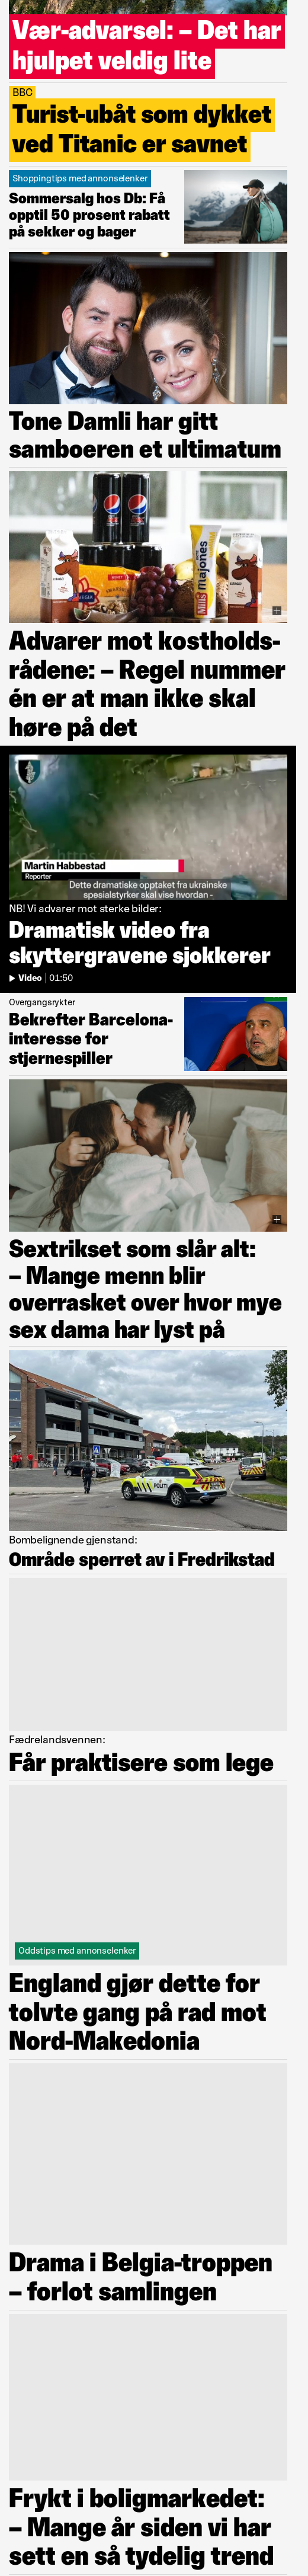 Vær-advarsel: – Det har
hjulpet veldig lite
BBC
Turist-ubåt som dykket
ved Titanic er savnet
Shoppingtips med annonselenker
Sommersalg hos Db: Få
opptil 50 prosent rabatt
på sekker og bager
Tone Damli har gitt
samboeren et ultimatum
pepsi
MAX
pepsi
MAX
Mills
majones
Advarer mot kostholds-
rådene: – Regel nummer
én er at man ikke skal
høre på det
Martin Habbestad
Reporter
Dette dramatiske opptaket fra ukrainske
spesialstyrker skal vise hvordan -
NB! Vi advarer mot sterke bilder:
Dramatisk video fra
skyttergravene sjokkerer
Video | 01:50
Overgangsrykter
Bekrefter Barcelona-
interesse for
stjernespiller
Sextrikset som slår alt:
– Mange menn blir
overrasket over hvor mye
sex dama har lyst på
POLITI
Bombelignende gjenstand:
Område sperret av i Fredrikstad
Fædrelandsvennen:
Får praktisere som lege
Oddstips med annonselenker
England gjør dette for
tolvte gang på rad mot
Nord-Makedonia
Drama i Belgia-troppen
– forlot samlingen
Frykt i boligmarkedet:
– Mange år siden vi har
sett en så tydelig trend